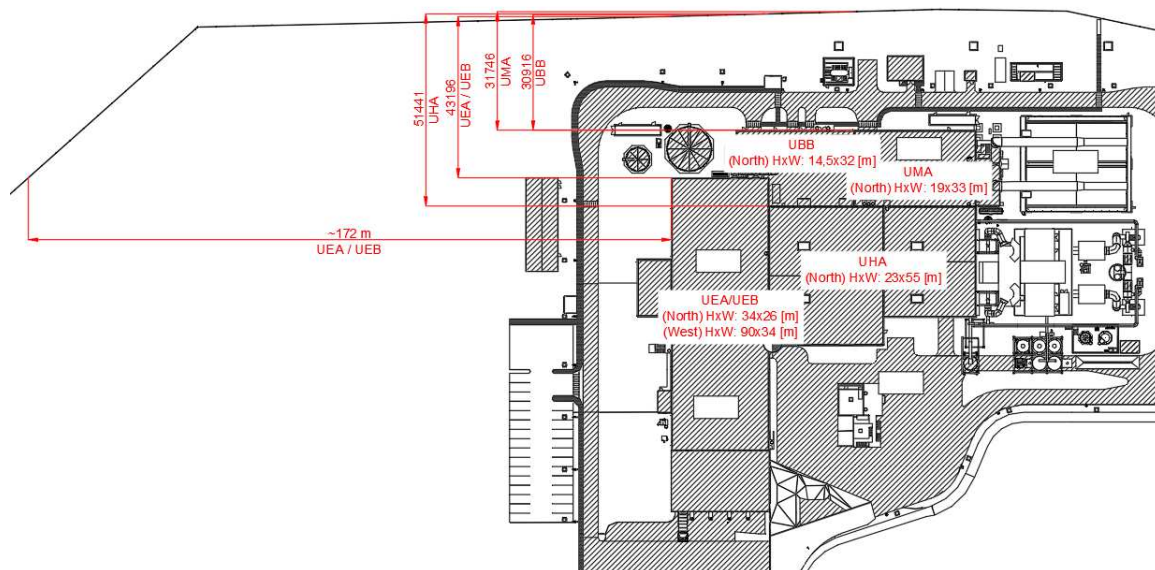 51441
UHA
43196
UEA / UEB
31746
UMA
30916
UBB
UBB
(North) HxW: 14,5x32 [m]
UMA
(North) HxW: 19x33 [m]
~172 m
UEA / UEB
UHA
(North) HxW: 23x55 [m]
UEA/UEB
(North) HxW: 34x26 [m]
(West) HxW: 90x34 [m]